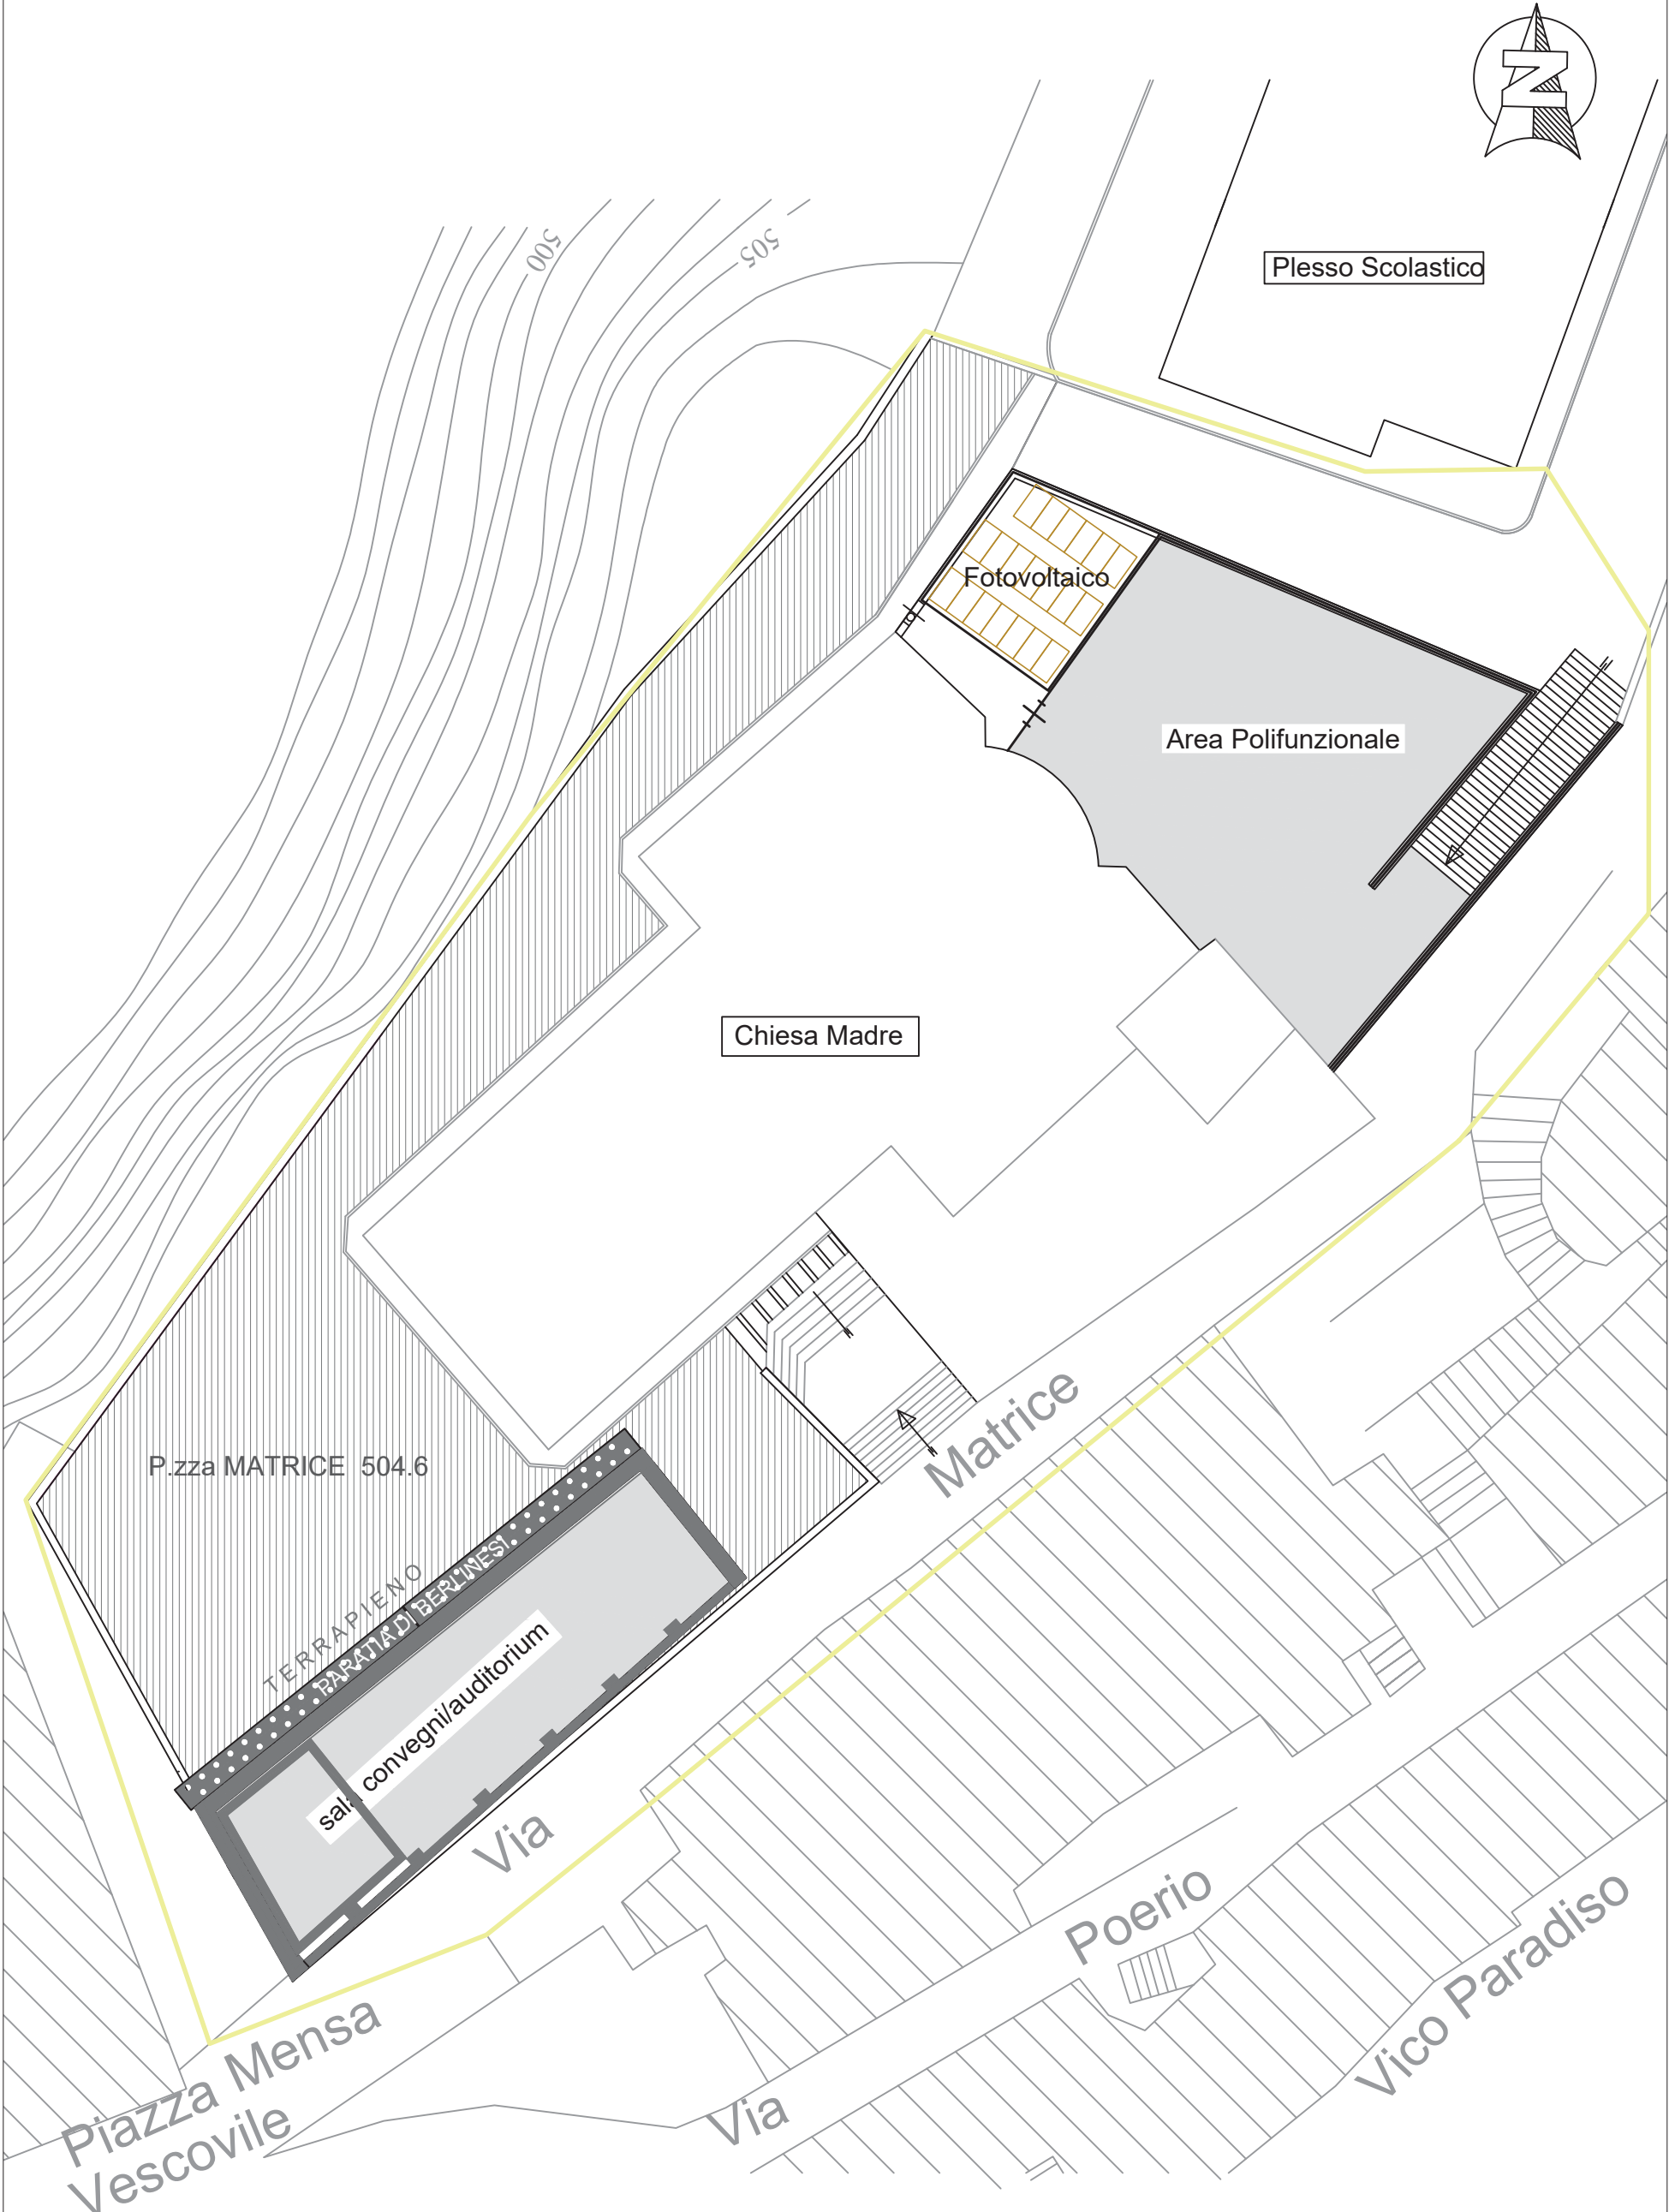 N
500
505
Plesso Scolastico
Fotovoltaico
Area Polifunzionale
Chiesa Madre
P.zza MATRICE 504.6
TERRAPIENO
PARATIA DI BERLINESI
sala convegni/auditorium
Via Matrice
Via Poerio
Vico Paradiso
Piazza Mensa
Vescovile